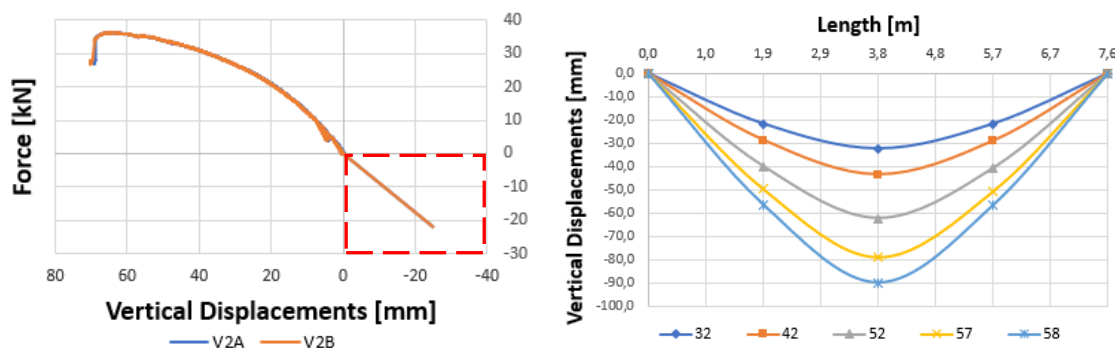 40
30
20
10
0
-10
-20
-30
Force [kN]
80 60 40 20 0 -20 -40
Vertical Displacements [mm]
V2A V2B
Length [m]
0,0 1,0 1,9 2,9 3,8 4,8 5,7 6,7 7,6
0,0
-10,0
-20,0
-30,0
-40,0
-50,0
-60,0
-70,0
-80,0
-90,0
-100,0
Vertical Displacements [mm]
32 42 52 57 58